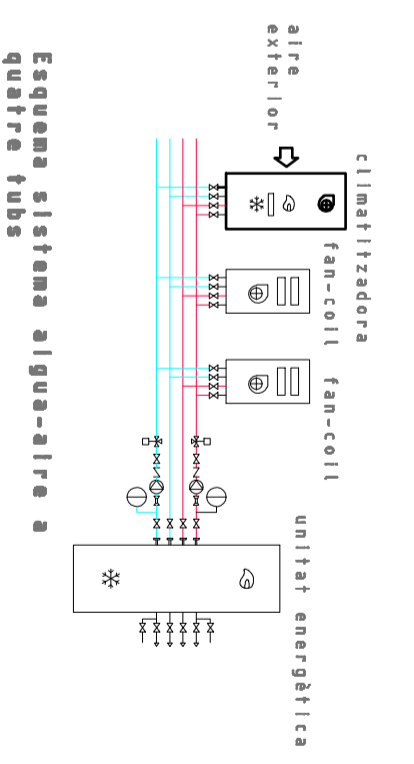 aire
exterior
climatitzadora
fan-coil
fan-coil
unitat energètica
Esquema sistema aigua-aire a
quatre tubs